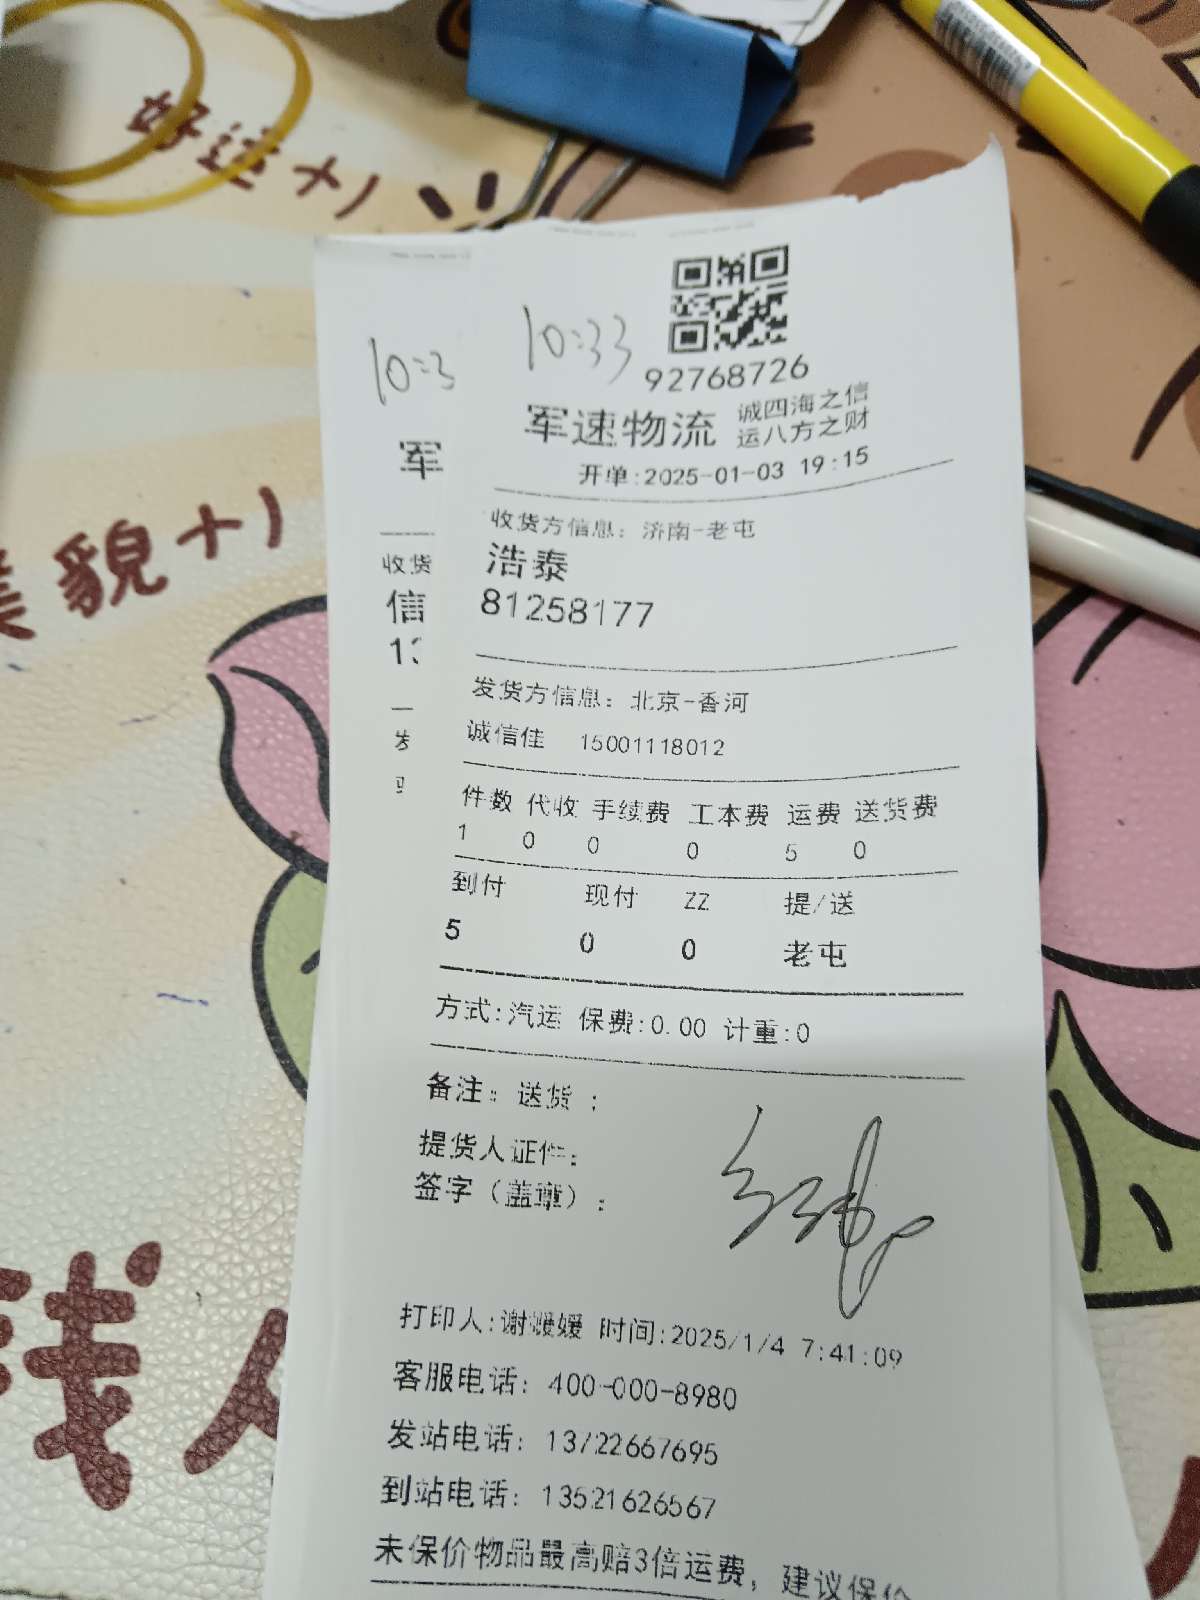 好运+1
美貌+1
钱
10:3
军
收货
信
10:33
92768726
军速物流 诚四海之信
运八方之财
开单:2025-01-03 19:15
收货方信息: 济南-老屯
浩泰
81258177
发货方信息: 北京-香河
诚信佳 15001118012
件数 代收 手续费 工本费 运费 送货费
1 0 0 0 5 0
到付 现付 ZZ 提/送
5 0 0 老屯
方式:汽运 保费:0.00 计重:0
备注: 送货 ;
提货人证件:
签字(盖章):
打印人:谢媛媛 时间:2025/1/4 7:41:09
客服电话: 400-000-8980
发站电话: 13722667695
到站电话: 13521626567
未保价物品最高赔3倍运费, 建议保价